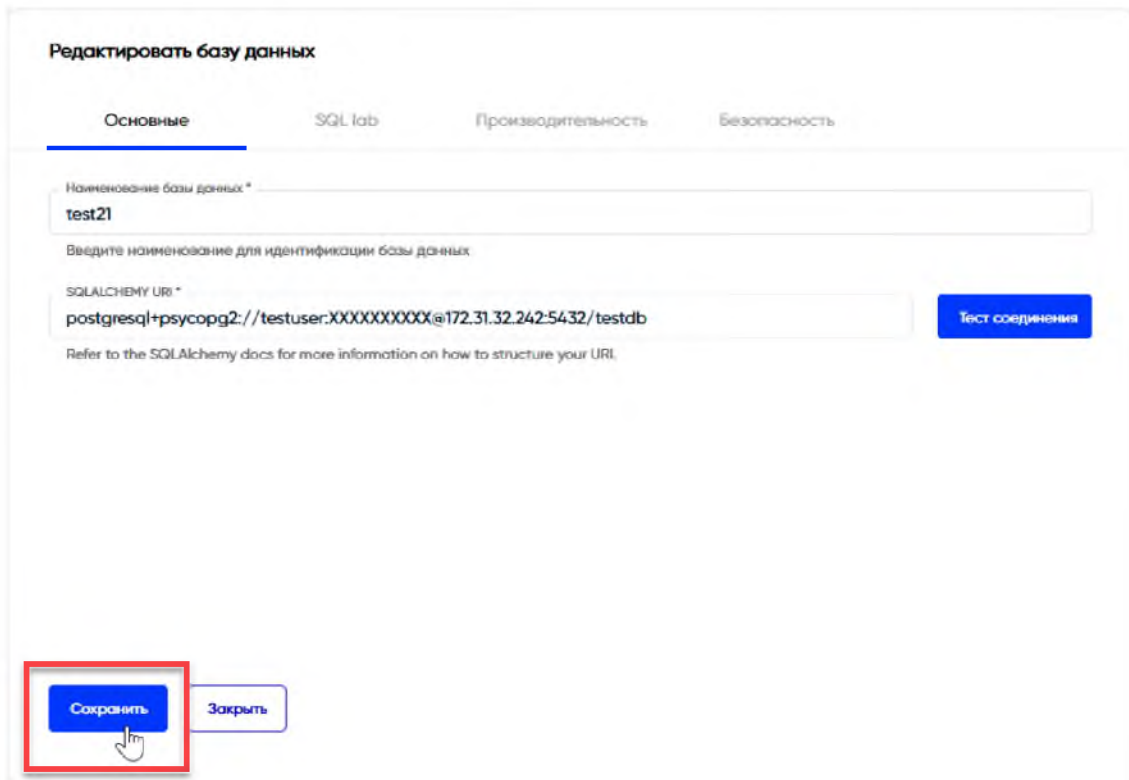 Редактировать базу данных
Основные SQL lab Производительность Безопасность
Наименование базы данных *
test21
Введите наименование для идентификации базы данных
SQLALCHEMY URI *
postgresql+psycopg2://testuser:XXXXXXXXXX@172.31.32.242:5432/testdb
Тест соединения
Refer to the SQLAlchemy docs for more information on how to structure your URI.
Сохранить Закрыть